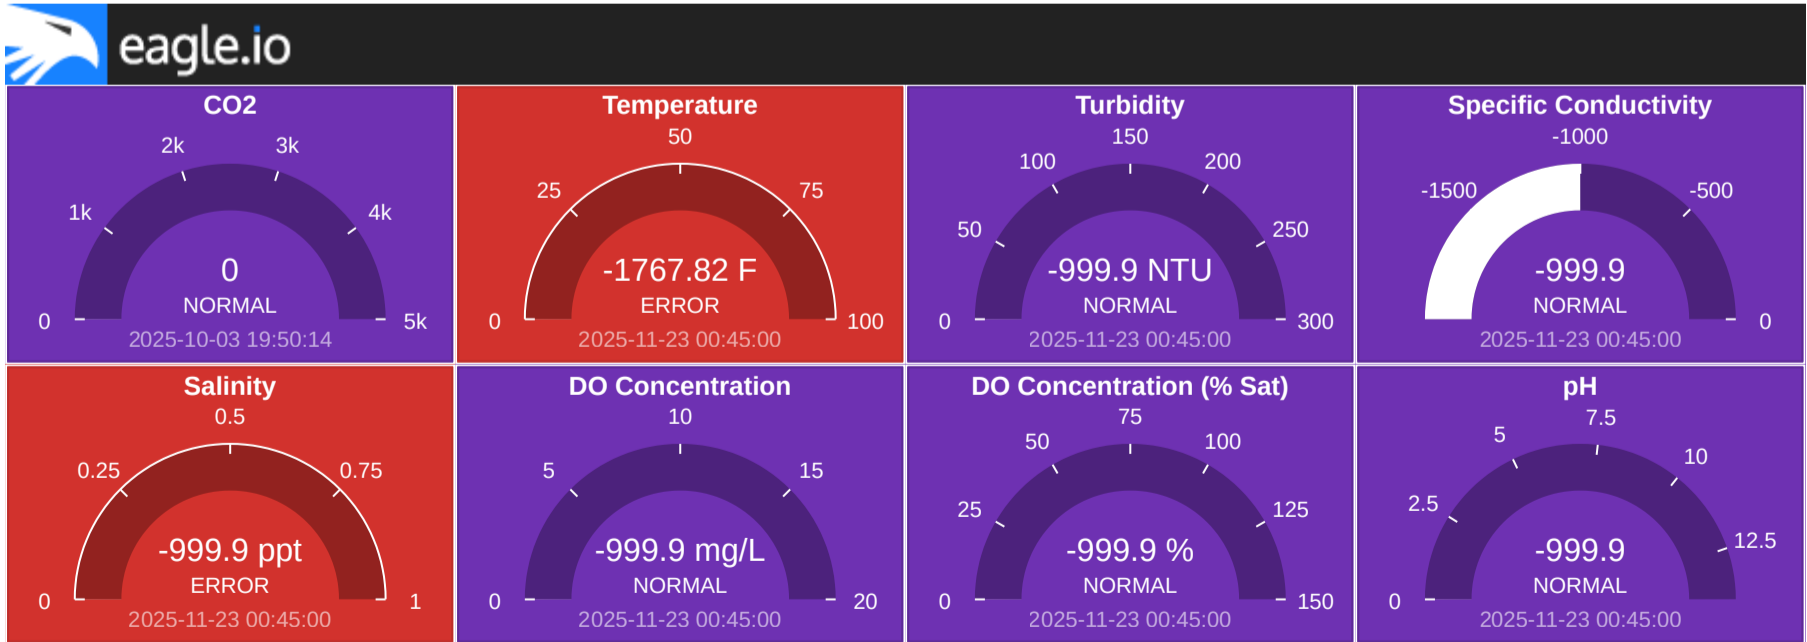 eagle.io
CO2
2k
3k
1k
4k
0
NORMAL
0
5k
2025-10-03 19:50:14
Temperature
50
25
75
-1767.82 F
ERROR
0
100
2025-11-23 00:45:00
Turbidity
150
100
200
50
250
-999.9 NTU
NORMAL
0
300
2025-11-23 00:45:00
Specific Conductivity
-1000
-1500
-500
-999.9
NORMAL
0
2025-11-23 00:45:00
Salinity
0.5
0.25
0.75
-999.9 ppt
ERROR
0
1
2025-11-23 00:45:00
DO Concentration
10
5
15
-999.9 mg/L
NORMAL
0
20
2025-11-23 00:45:00
DO Concentration (% Sat)
75
50
100
25
125
-999.9 %
NORMAL
0
150
2025-11-23 00:45:00
pH
7.5
5
10
2.5
12.5
-999.9
NORMAL
0
2025-11-23 00:45:00